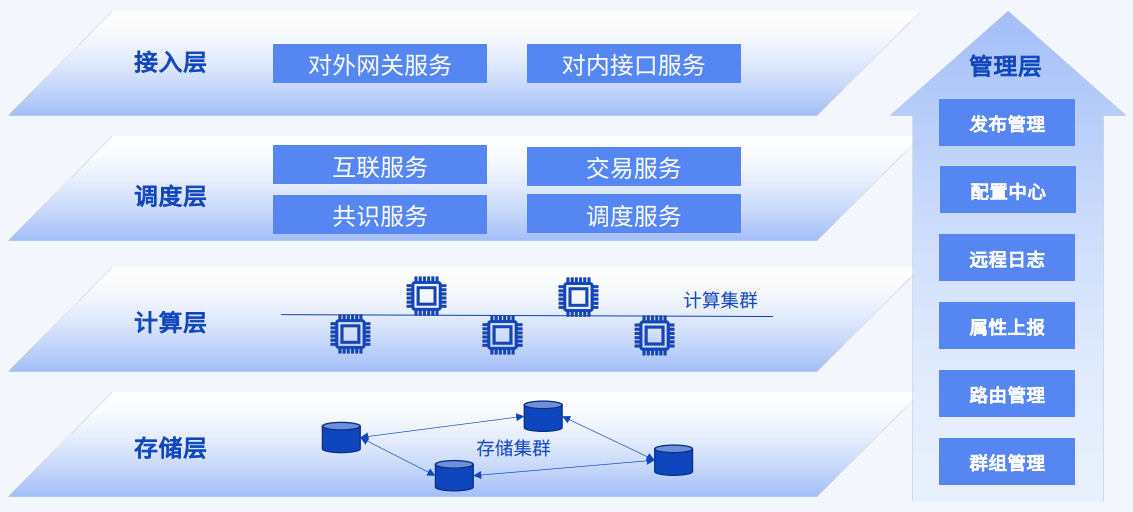 接入层
对外网关服务
对内接口服务
调度层
互联服务
交易服务
共识服务
调度服务
计算层
计算集群
存储层
存储集群
管理层
发布管理
配置中心
远程日志
属性上报
路由管理
群组管理